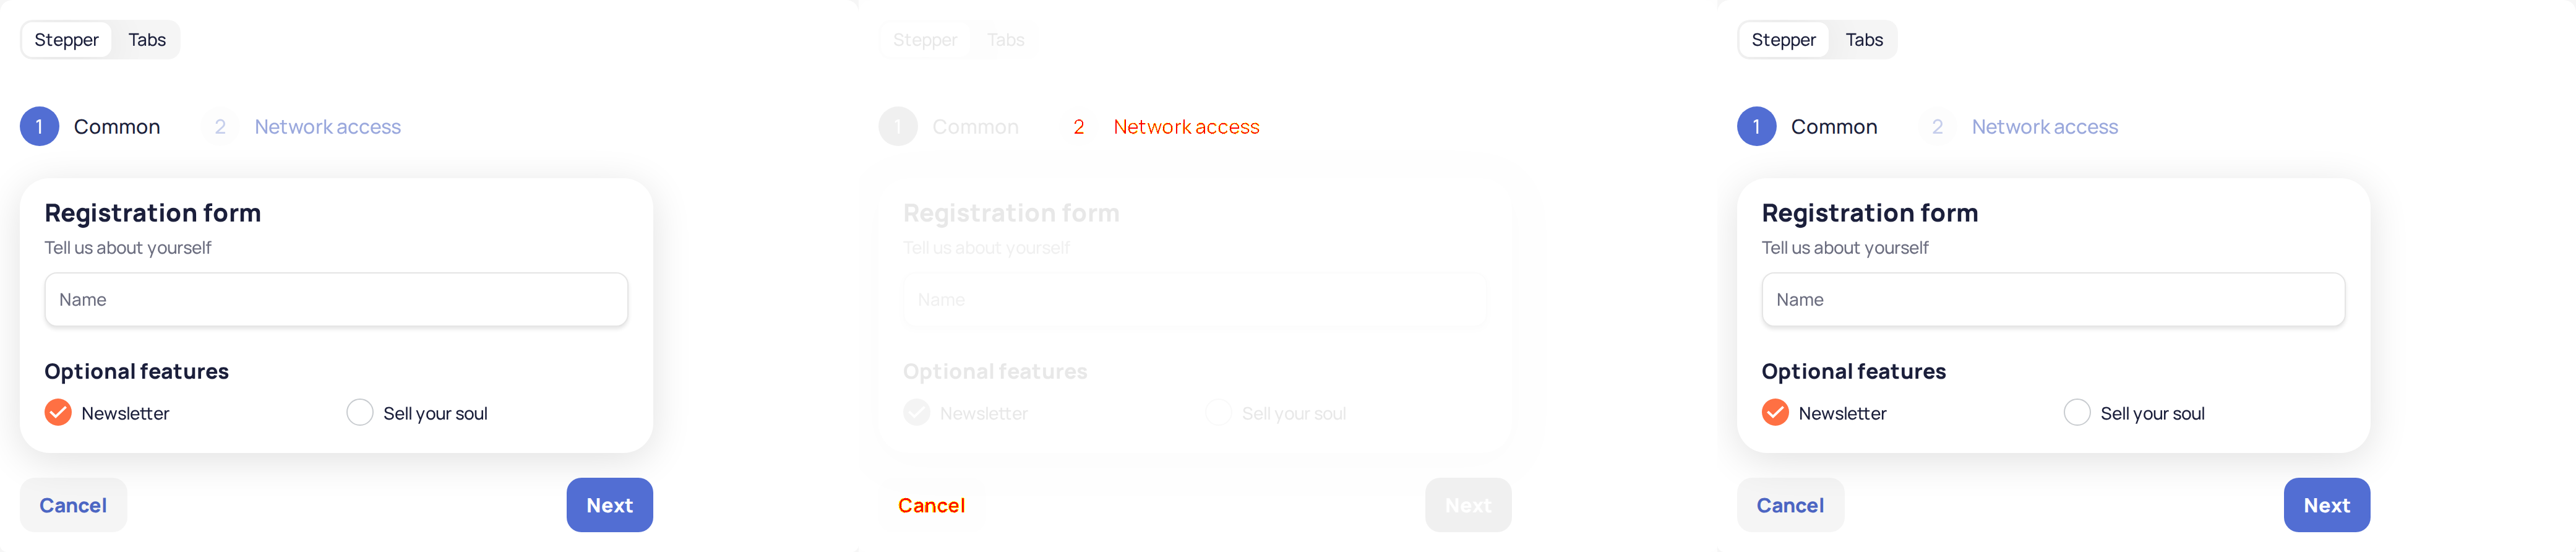 Stepper Tabs
1 Common 2 Network access
Registration form
Tell us about yourself
Name
Optional features
Newsletter Sell your soul
Cancel Next
Stepper Tabs
1 Common 2 Network access
Registration form
Tell us about yourself
Name
Optional features
Newsletter Sell your soul
Cancel Next
Stepper Tabs
1 Common 2 Network access
Registration form
Tell us about yourself
Name
Optional features
Newsletter Sell your soul
Cancel Next